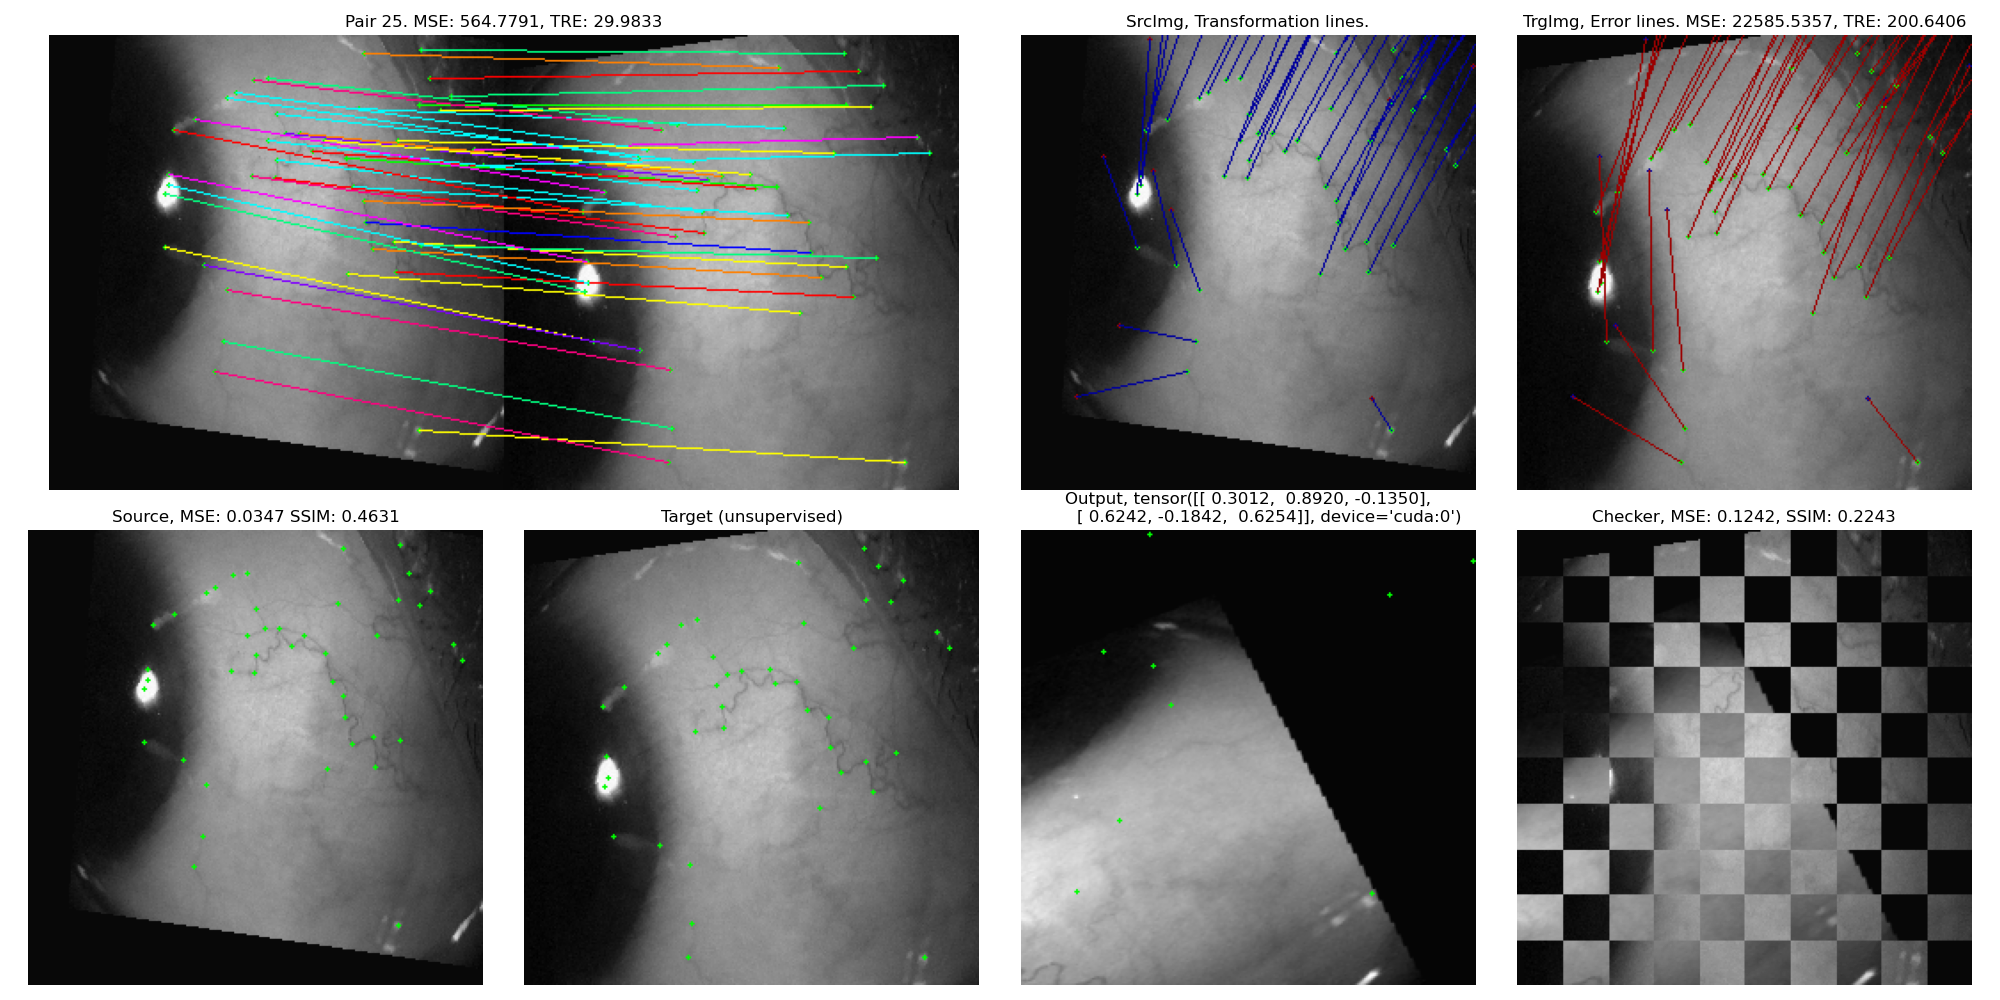 Pair 25. MSE: 564.7791, TRE: 29.9833
SrcImg, Transformation lines.
TrgImg, Error lines. MSE: 22585.5357, TRE: 200.6406
Source, MSE: 0.0347 SSIM: 0.4631
Target (unsupervised)
Output, tensor([[ 0.3012,  0.8920, -0.1350],
[ 0.6242, -0.1842,  0.6254]], device='cuda:0')
Checker, MSE: 0.1242, SSIM: 0.2243